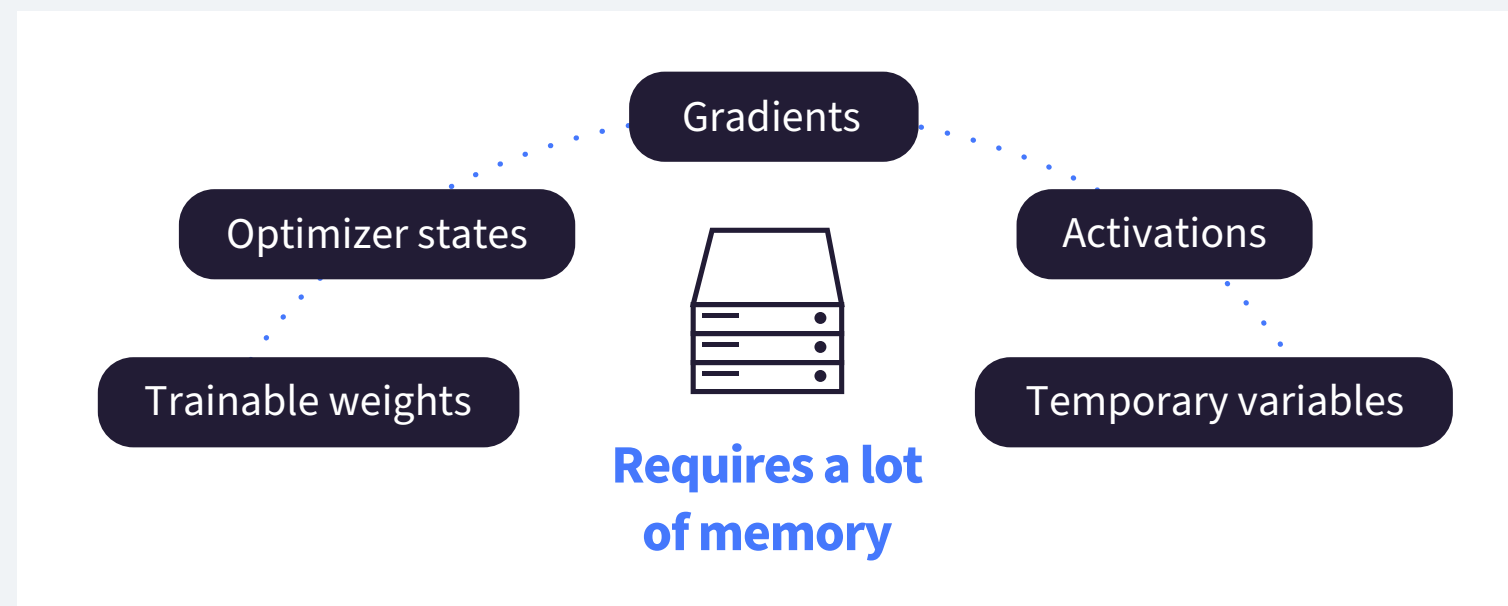 Gradients
Optimizer states
Activations
Trainable weights
Temporary variables
Requires a lot
of memory